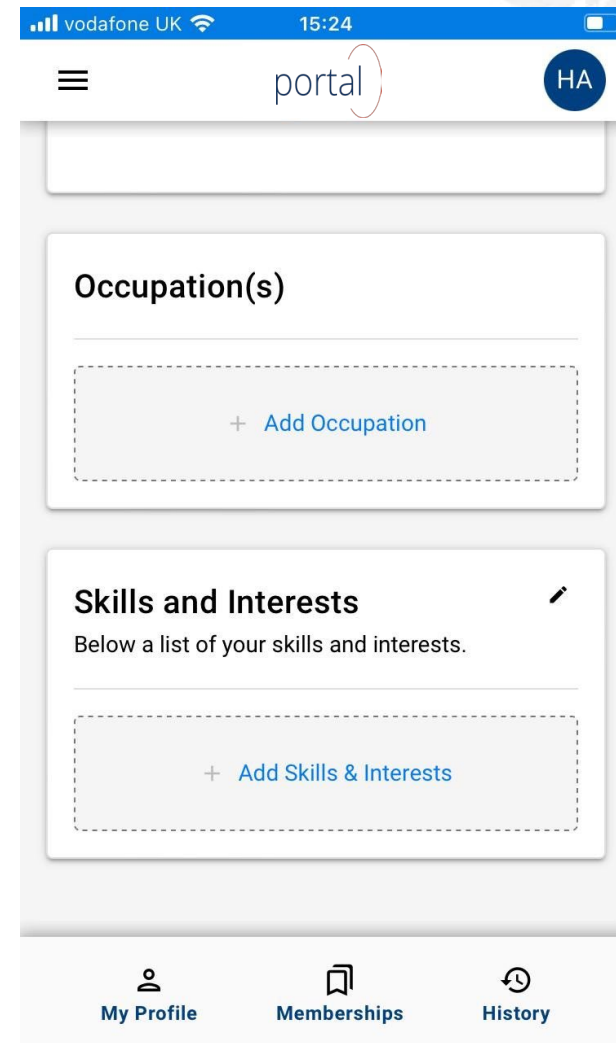 vodafone UK 15:24
portal HA
Occupation(s)
+ Add Occupation
Skills and Interests
Below a list of your skills and interests.
+ Add Skills & Interests
My Profile Memberships History